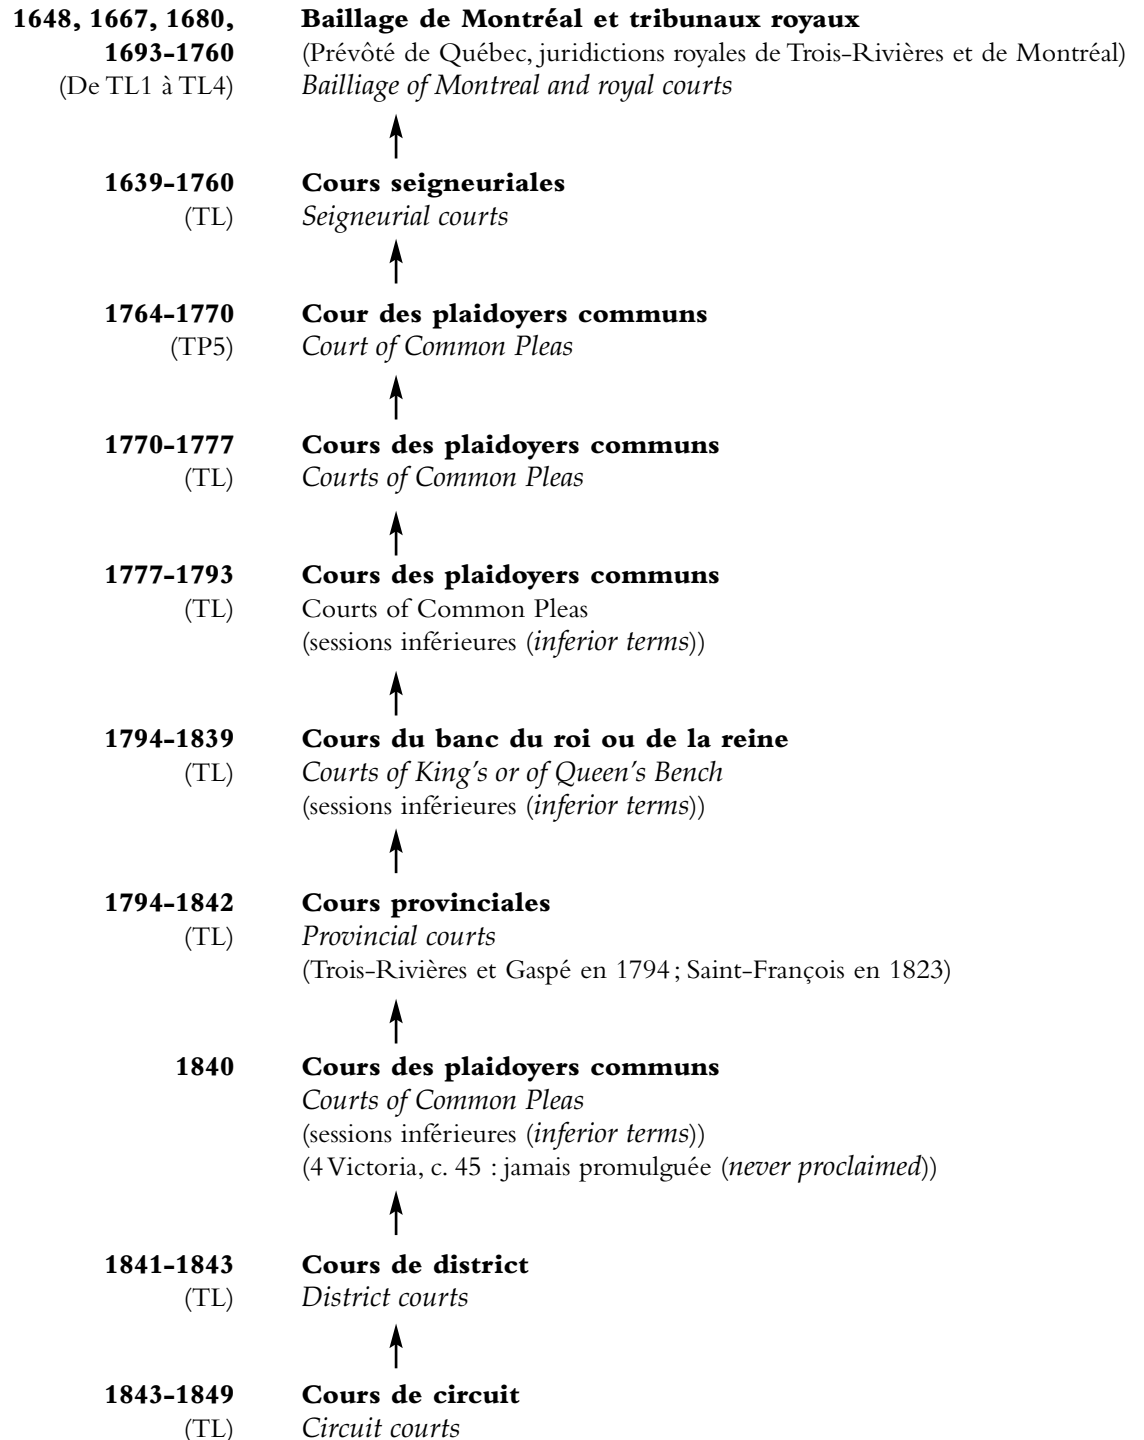 1648, 1667, 1680, Baillage de Montréal et tribunaux royaux
1693-1760 (Prévôté de Québec, juridictions royales de Trois-Rivières et de Montréal)
(De TL1 à TL4) Bailliage of Montreal and royal courts
1639-1760 Cours seigneuriales
(TL) Seigneurial courts
1764-1770 Cour des plaidoyers communs
(TP5) Court of Common Pleas
1770-1777 Cours des plaidoyers communs
(TL) Courts of Common Pleas
1777-1793 Cours des plaidoyers communs
(TL) Courts of Common Pleas
(sessions inférieures (inferior terms))
1794-1839 Cours du banc du roi ou de la reine
(TL) Courts of King's or of Queen's Bench
(sessions inférieures (inferior terms))
1794-1842 Cours provinciales
(TL) Provincial courts
(Trois-Rivières et Gaspé en 1794 ; Saint-François en 1823)
1840 Cours des plaidoyers communs
Courts of Common Pleas
(sessions inférieures (inferior terms))
(4 Victoria, c. 45 : jamais promulguée (never proclaimed))
1841-1843 Cours de district
(TL) District courts
1843-1849 Cours de circuit
(TL) Circuit courts